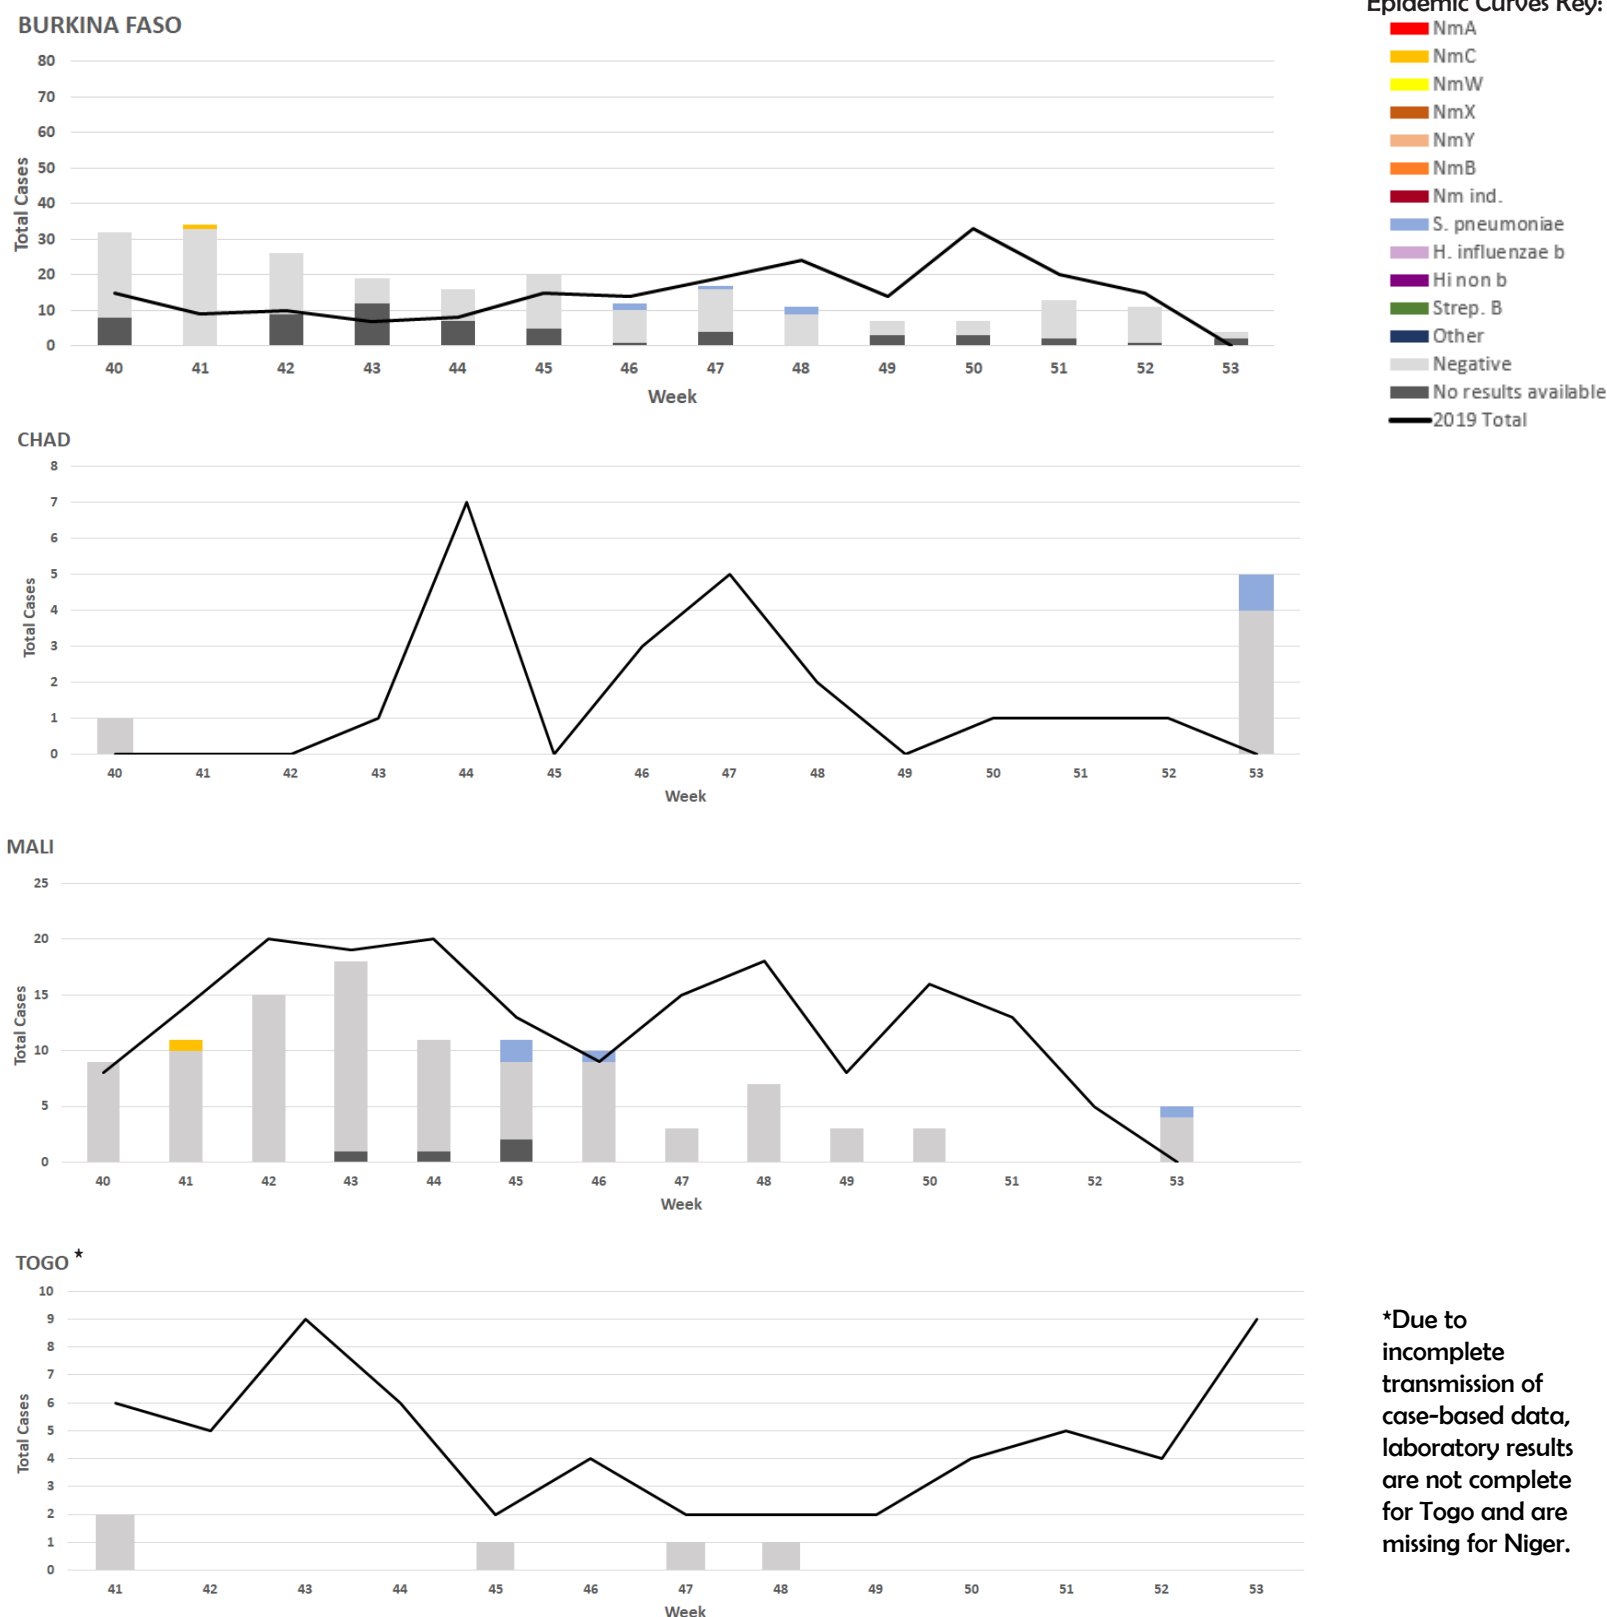 Epidemic Curves Key:
NmA
NmC
NmW
NmX
NmY
NmB
Nm ind.
S. pneumoniae
H. influenzae b
Hi non b
Strep. B
Other
Negative
No results available
2019 Total
BURKINA FASO
Total Cases
80
70
60
50
40
30
20
10
0
40 41 42 43 44 45 46 47 48 49 50 51 52 53
Week
CHAD
Total Cases
8
7
6
5
4
3
2
1
0
40 41 42 43 44 45 46 47 48 49 50 51 52 53
Week
MALI
Total Cases
25
20
15
10
5
0
40 41 42 43 44 45 46 47 48 49 50 51 52 53
Week
TOGO *
Total Cases
10
9
8
7
6
5
4
3
2
1
0
41 42 43 44 45 46 47 48 49 50 51 52 53
Week
*Due to
incomplete
transmission of
case-based data,
laboratory results
are not complete
for Togo and are
missing for Niger.